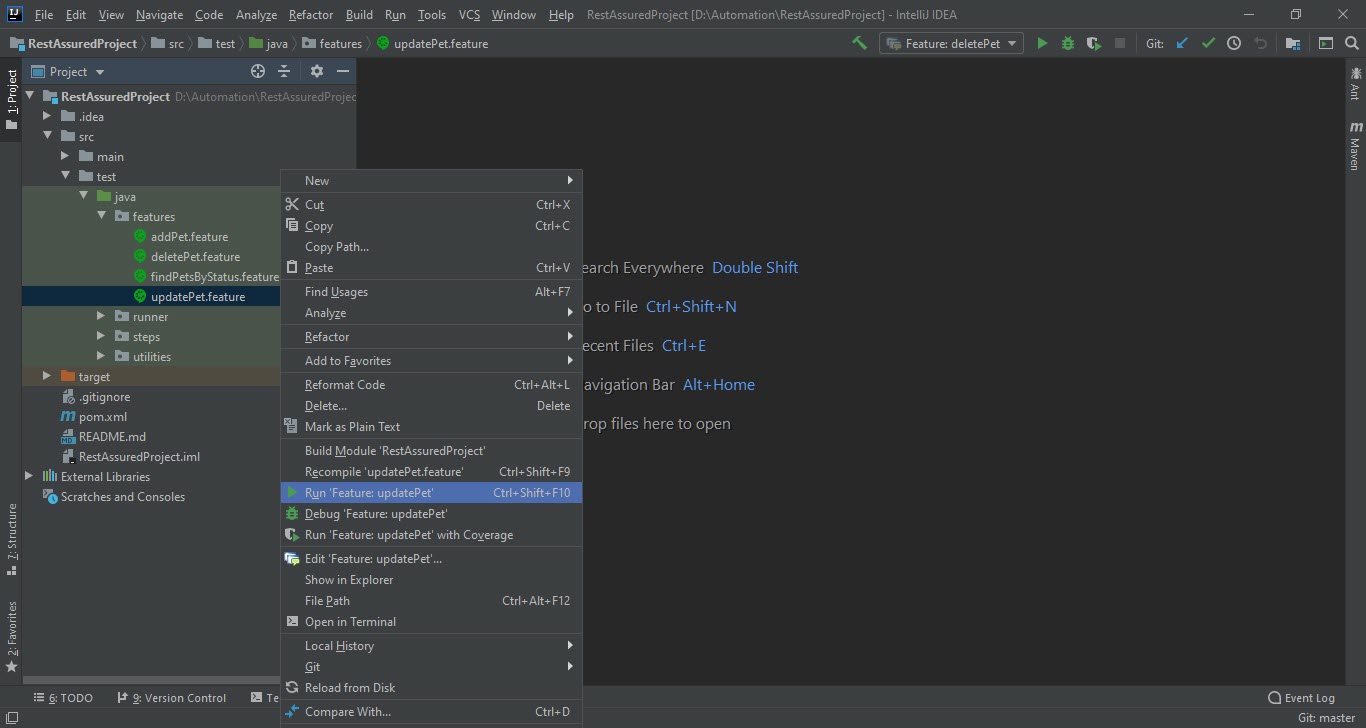 File Edit View Navigate Code Analyze Refactor Build Run Tools VCS Window Help RestAssuredProject [D:\Automation\RestAssuredProject] - IntelliJ IDEA
RestAssuredProject src test java features updatePet.feature Feature: deletePet Git:
Project
1: Project
RestAssuredProject D:\Automation\RestAssuredProjec
.idea
src
main
test
java
features
addPet.feature
deletePet.feature
findPetsByStatus.feature
updatePet.feature
runner
steps
utilities
target
.gitignore
pom.xml
README.md
RestAssuredProject.iml
External Libraries
Scratches and Consoles
7: Structure
2: Favorites
New
Cut Ctrl+X
Copy Ctrl+C
Copy Path...
Paste Ctrl+V
Find Usages Alt+F7
Analyze
Refactor
Add to Favorites
Reformat Code Ctrl+Alt+L
Delete... Delete
Mark as Plain Text
Build Module 'RestAssuredProject'
Recompile 'updatePet.feature' Ctrl+Shift+F9
Run 'Feature: updatePet' Ctrl+Shift+F10
Debug 'Feature: updatePet'
Run 'Feature: updatePet' with Coverage
Edit 'Feature: updatePet'...
Show in Explorer
File Path Ctrl+Alt+F12
Open in Terminal
Local History
Git
Reload from Disk
Compare With... Ctrl+D
earch Everywhere Double Shift
o to File Ctrl+Shift+N
ecent Files Ctrl+E
avigation Bar Alt+Home
rop files here to open
Ant
Maven
6: TODO 9: Version Control Te
Event Log
Git: master